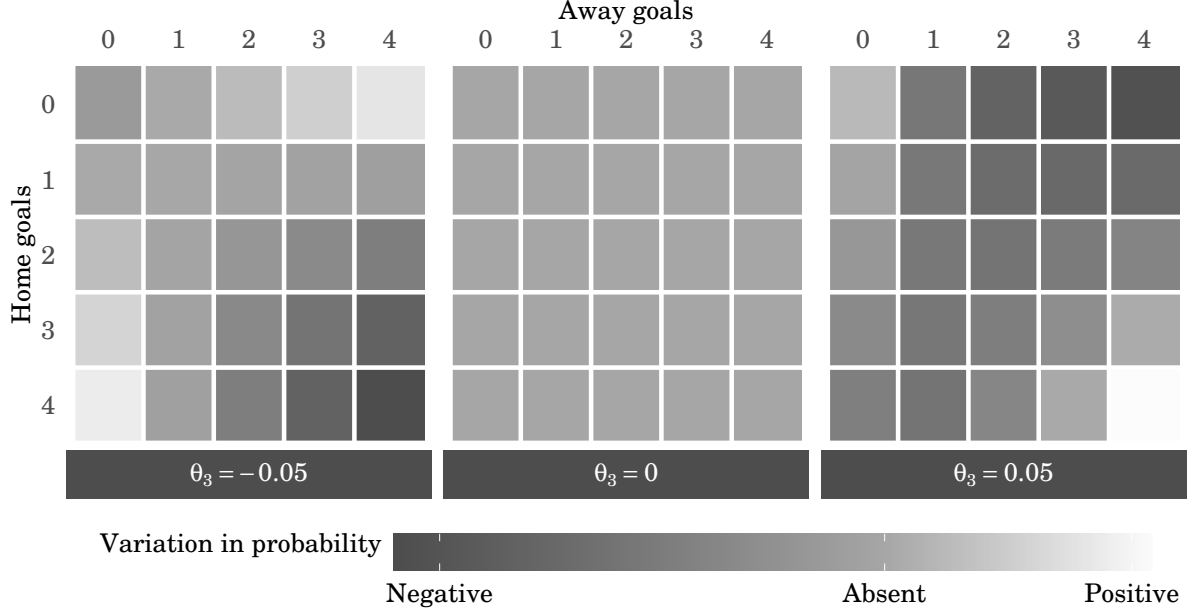 Away goals
0 1 2 3 4 0 1 2 3 4 0 1 2 3 4
Home goals
0
1
2
3
4
θ₃ = −0.05 θ₃ = 0 θ₃ = 0.05
Variation in probability
Negative Absent Positive